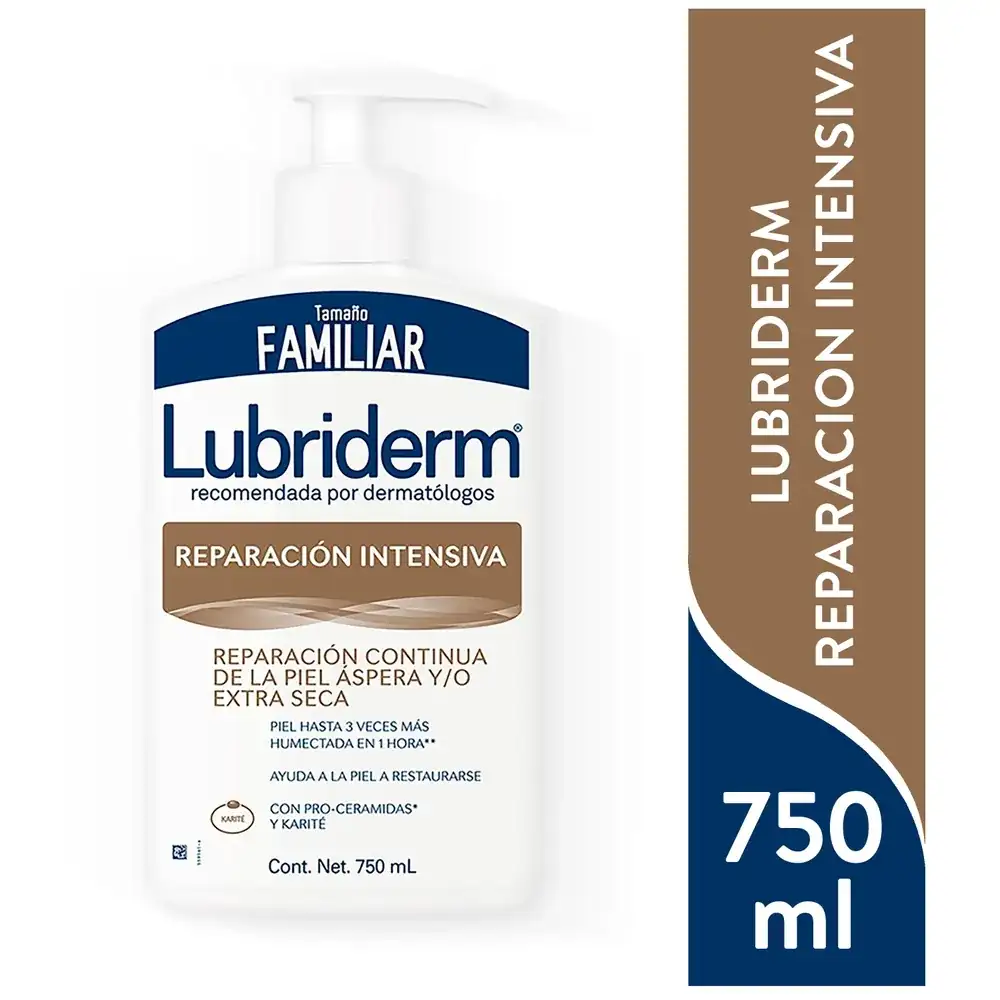 Tamaño
FAMILIAR
Lubriderm®
recomendada por dermatólogos
REPARACIÓN INTENSIVA
REPARACIÓN CONTINUA
DE LA PIEL ÁSPERA Y/O
EXTRA SECA
PIEL HASTA 3 VECES MÁS
HUMECTADA EN 1 HORA**
AYUDA A LA PIEL A RESTAURARSE
KARITÉ
CON PRO-CERAMIDAS*
Y KARITÉ
Cont. Net. 750 mL
LUBRIDERM
REPARACION INTENSIVA
750
ml